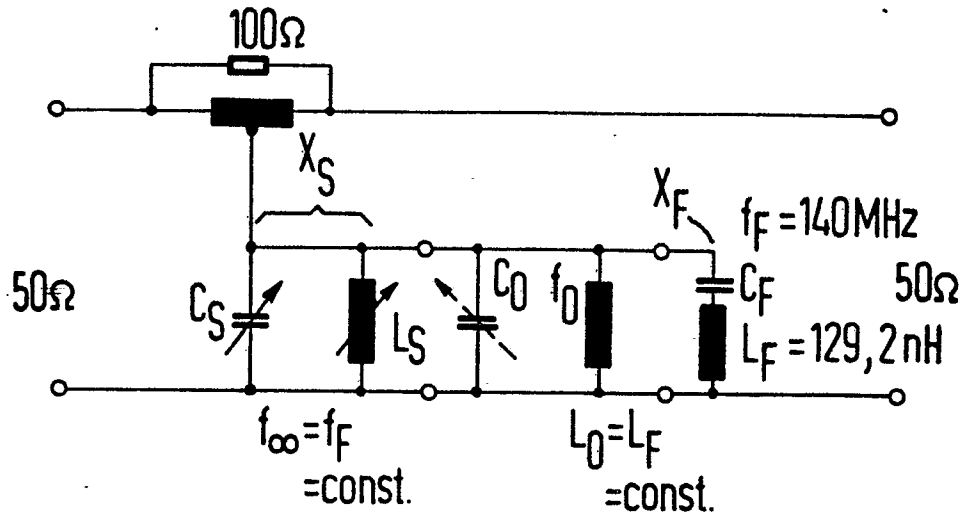 100Ω
X_S
X_F
f_F = 140MHz
50Ω
C_S
L_S
C_0
f_0
C_F
50Ω
L_F = 129,2nH
f_∞ = f_F
= const.
L_0 = L_F
= const.